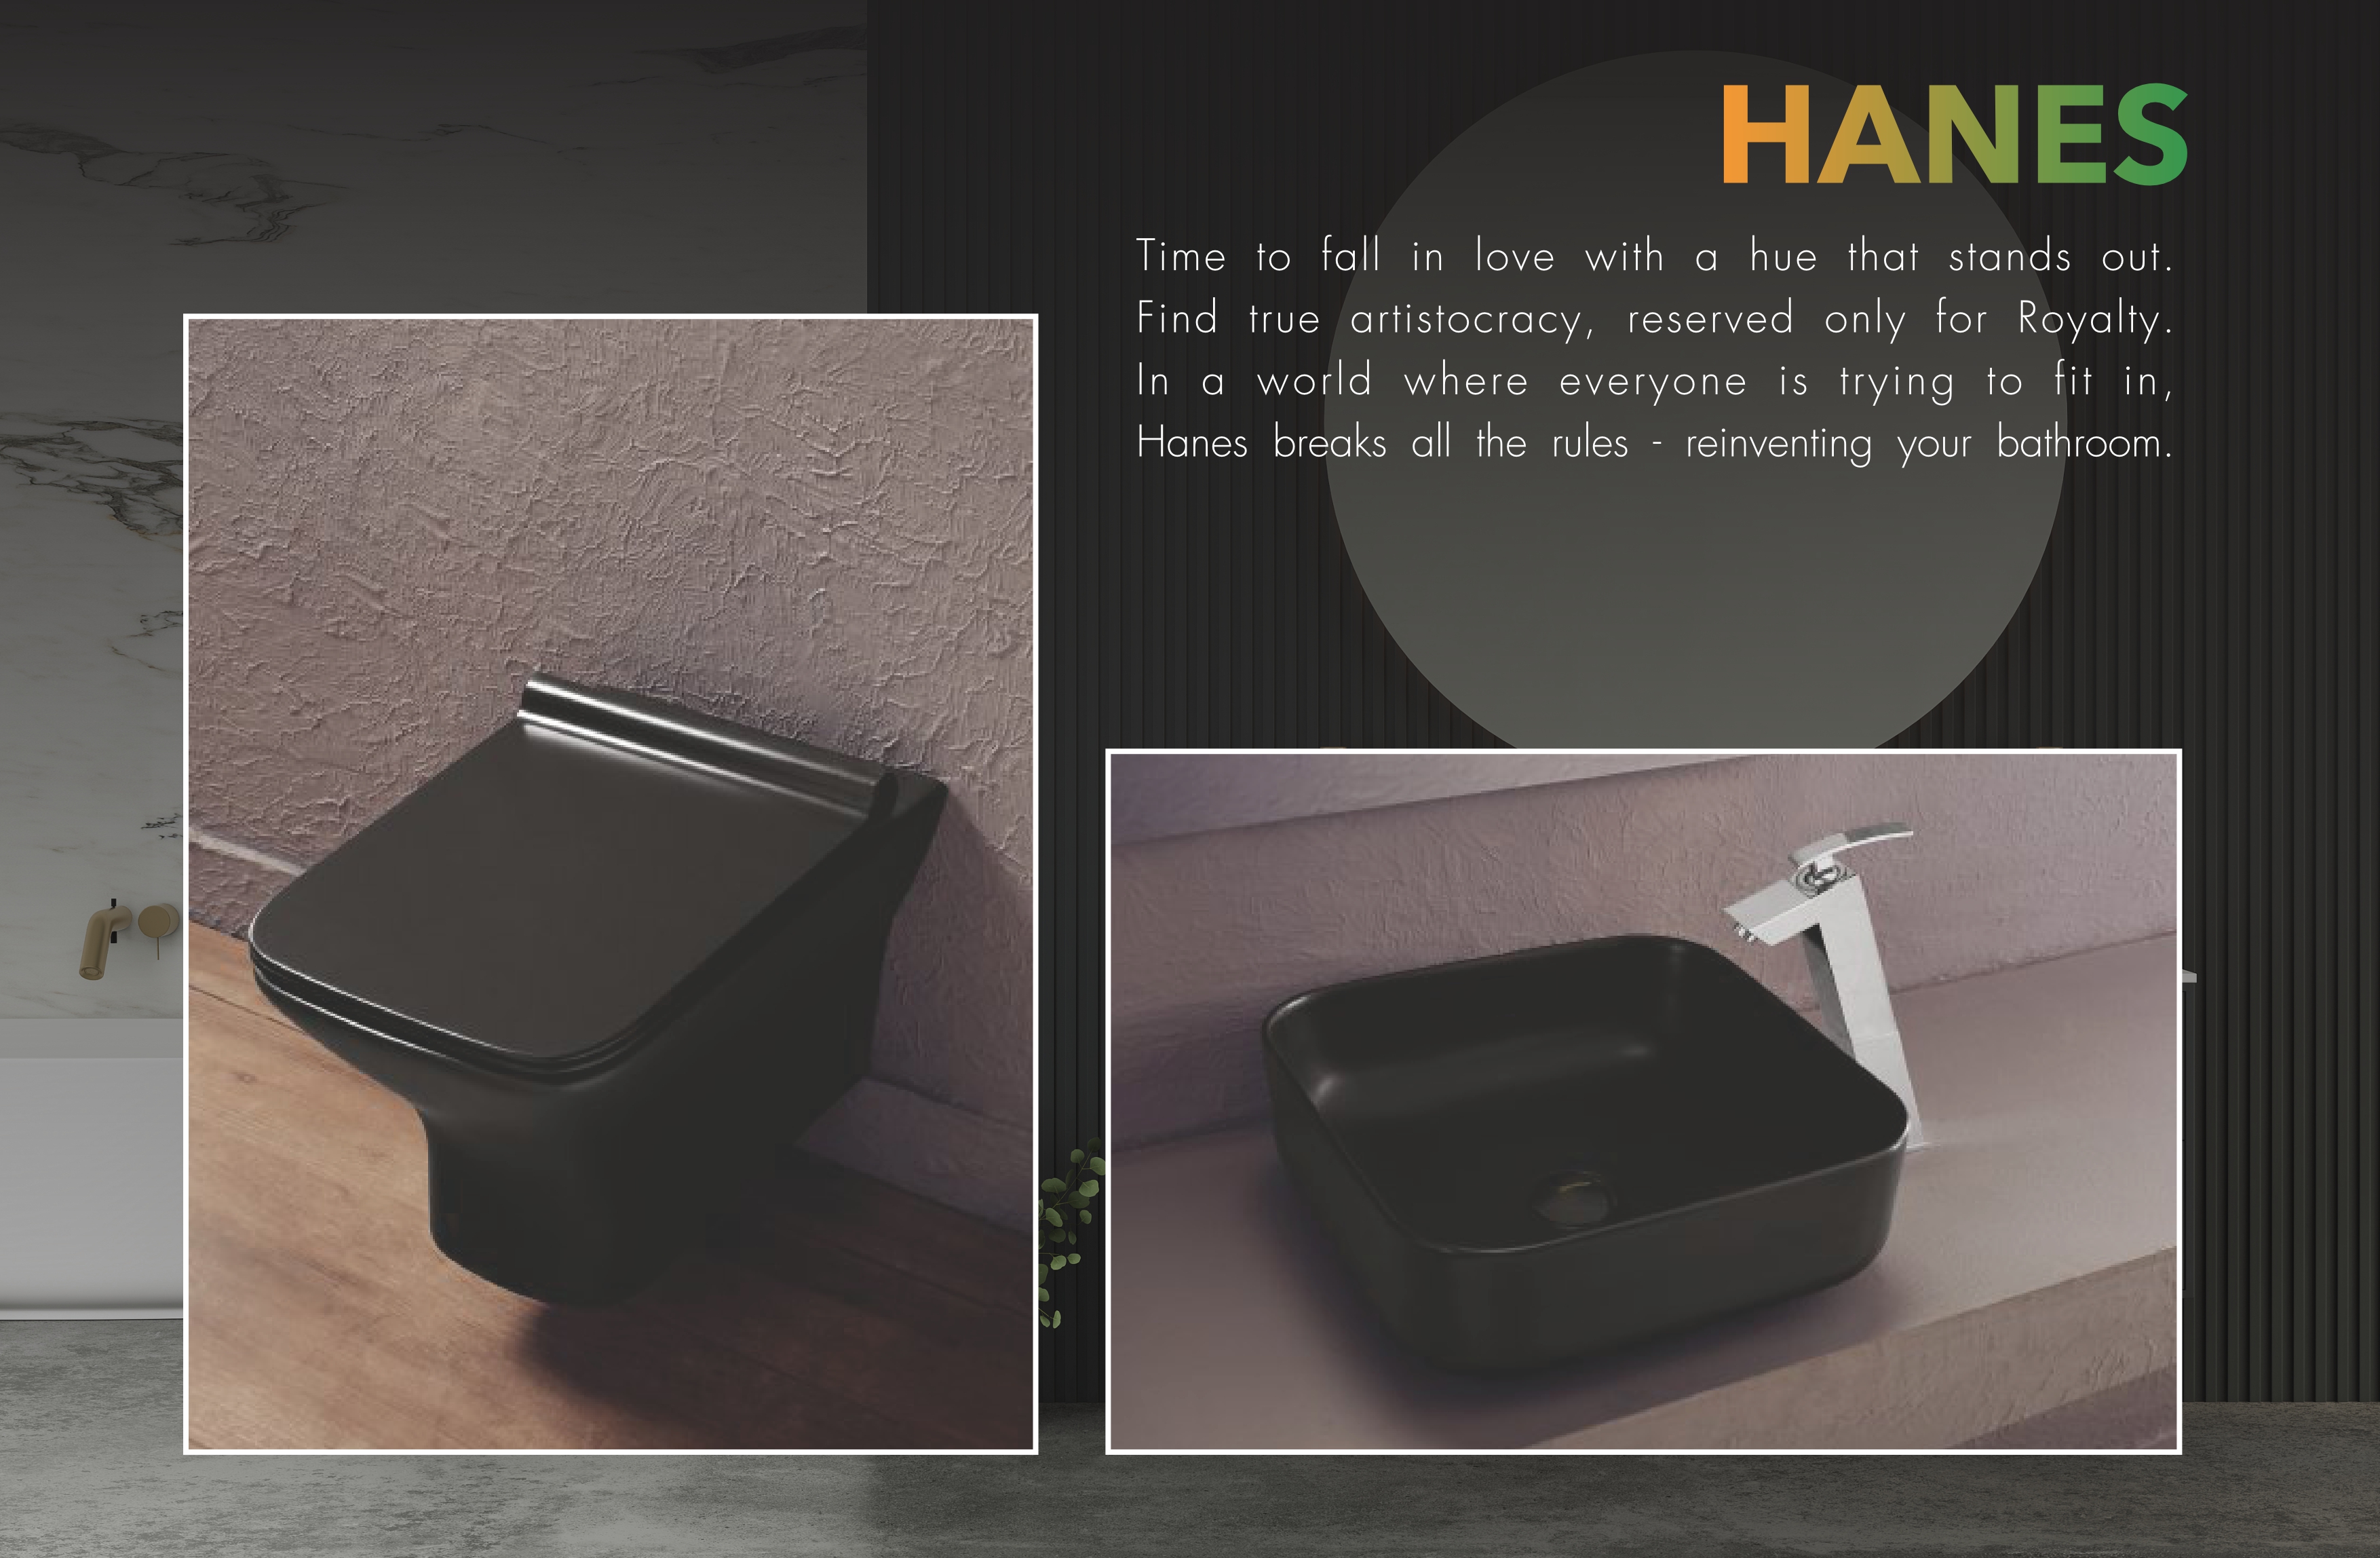 HANES
Time to fall in love with a hue that stands out.
Find true artistocracy, reserved only for Royalty.
In a world where everyone is trying to fit in,
Hanes breaks all the rules - reinventing your bathroom.